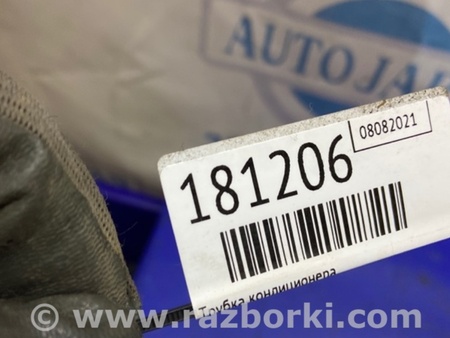 AUTO JA
181206
08082021
Трубка кондиционера
© www.razborki.com